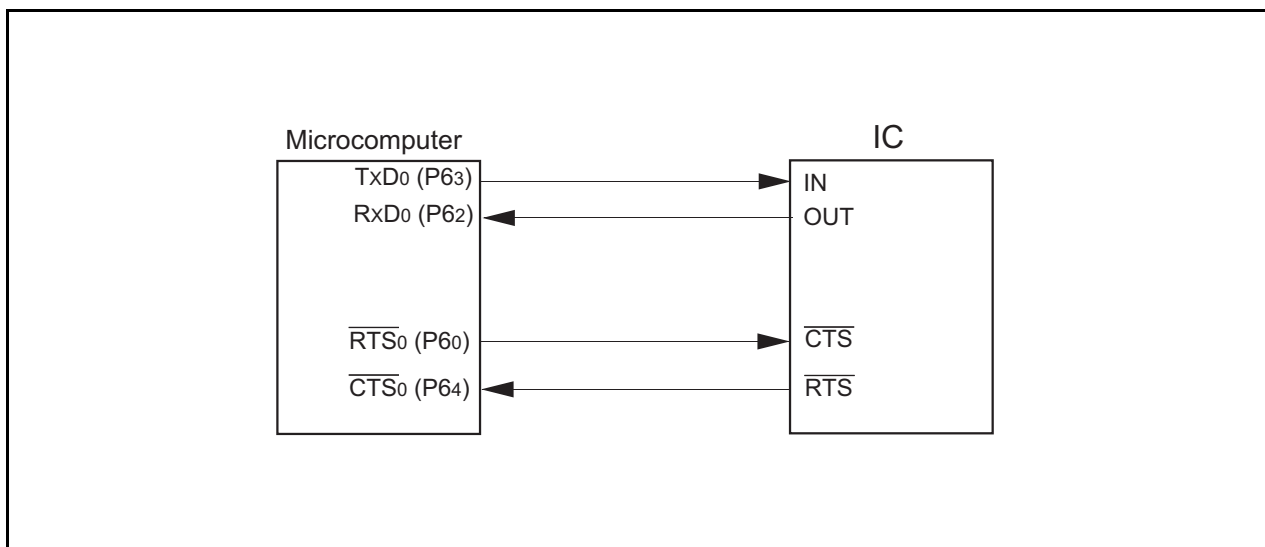 Microcomputer
TxD0 (P63)
RxD0 (P62)
RTS0 (P60)
CTS0 (P64)
IC
IN
OUT
CTS
RTS